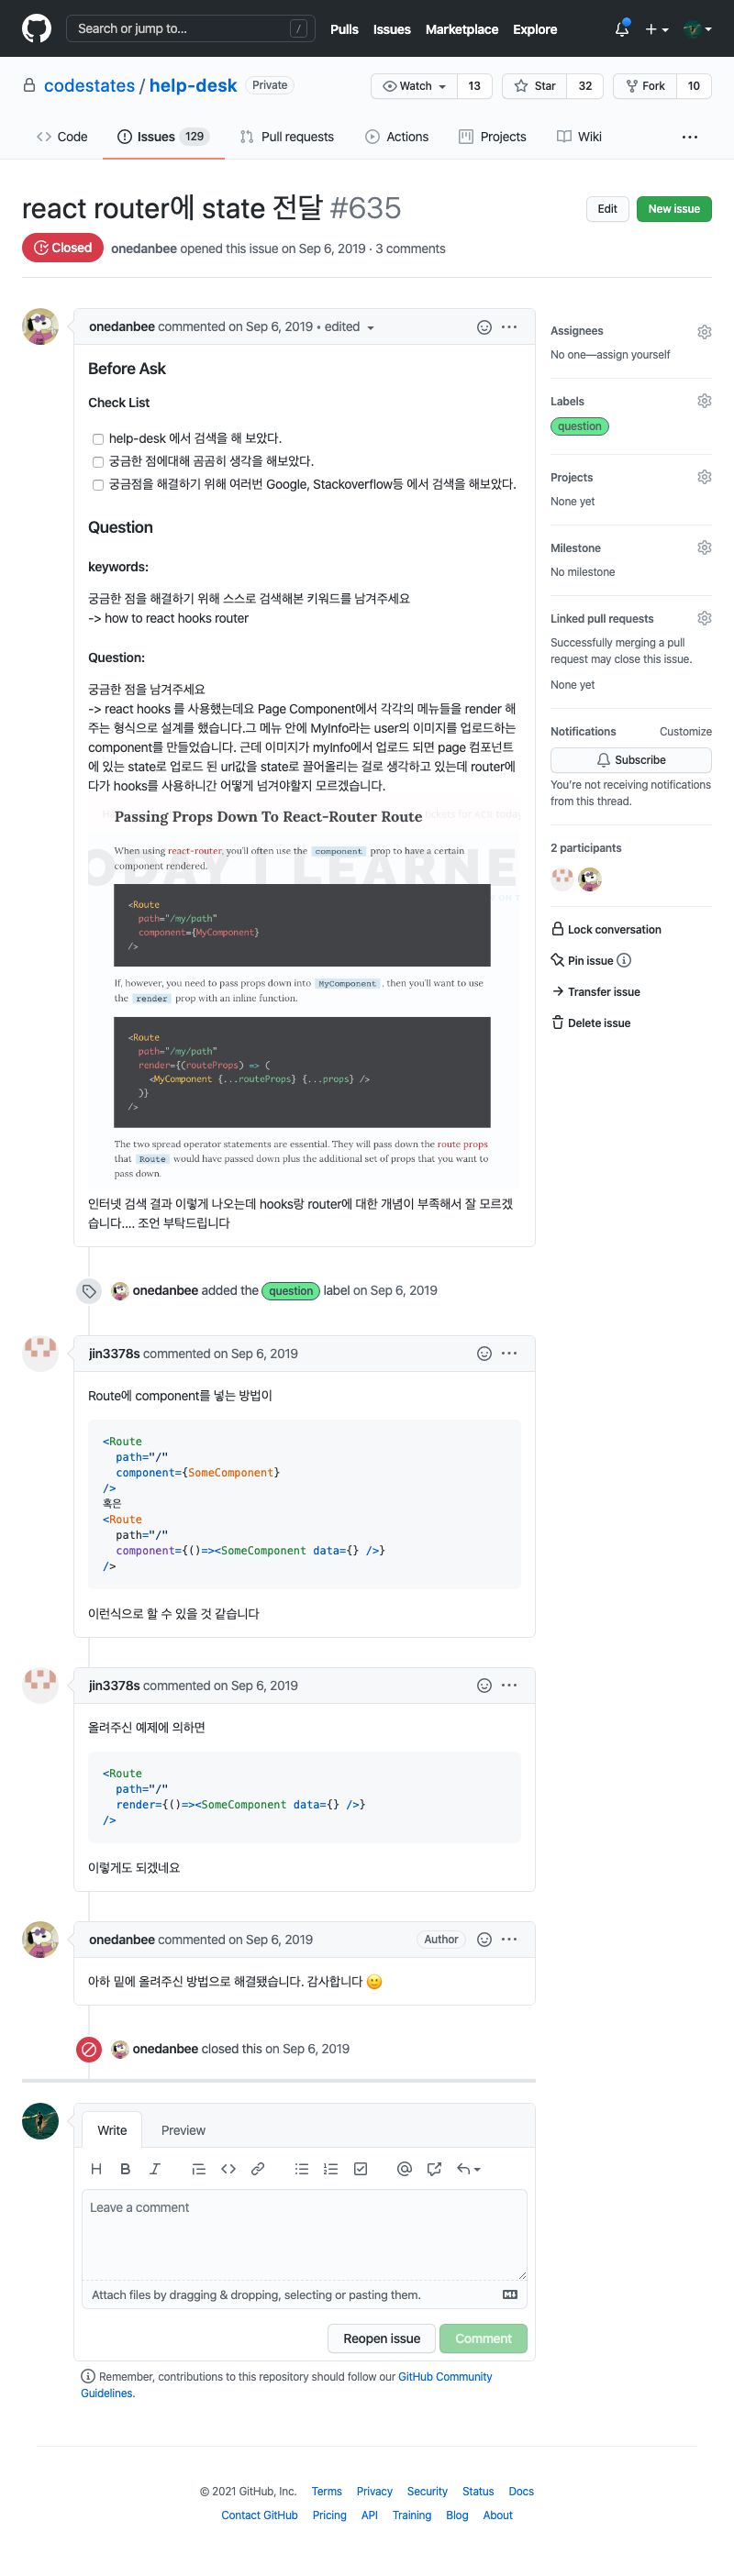 Search or jump to...
/
Pulls Issues Marketplace Explore
codestates / help-desk Private
Watch 13 Star 32 Fork 10
Code Issues 129 Pull requests Actions Projects Wiki
react router에 state 전달 #635
Edit New issue
Closed onedanbee opened this issue on Sep 6, 2019 · 3 comments
onedanbee commented on Sep 6, 2019 • edited
Before Ask
Check List
help-desk 에서 검색을 해 보았다.
궁금한 점에대해 곰곰히 생각을 해보았다.
궁금점을 해결하기 위해 여러번 Google, Stackoverflow등 에서 검색을 해보았다.
Question
keywords:
궁금한 점을 해결하기 위해 스스로 검색해본 키워드를 남겨주세요
-> how to react hooks router
Question:
궁금한 점을 남겨주세요
-> react hooks 를 사용했는데요 Page Component에서 각각의 메뉴들을 render 해
주는 형식으로 설계를 했습니다.그 메뉴 안에 MyInfo라는 user의 이미지를 업로드하는
component를 만들었습니다. 근데 이미지가 myInfo에서 업로드 되면 page 컴포넌트
에 있는 state로 업로드 된 url값을 state로 끌어올리는 걸로 생각하고 있는데 router에
다가 hooks를 사용하니간 어떻게 넘겨야할지 모르겠습니다.
Passing Props Down To React-Router Route
TODAY I LEARNE
When using react-router, you'll often use the component prop to have a certain
component rendered.
<Route
path="/my/path"
component={MyComponent}
/>
If, however, you need to pass props down into MyComponent, then you'll want to use
the render prop with an inline function.
<Route
path="/my/path"
render={(routeProps) => (
<MyComponent {...routeProps} {...props} />
)}
/>
The two spread operator statements are essential. They will pass down the route props
that Route would have passed down plus the additional set of props that you want to
pass down.
인터넷 검색 결과 이렇게 나오는데 hooks랑 router에 대한 개념이 부족해서 잘 모르겠
습니다.... 조언 부탁드립니다
Assignees
No one—assign yourself
Labels
question
Projects
None yet
Milestone
No milestone
Linked pull requests
Successfully merging a pull
request may close this issue.
None yet
Notifications Customize
Subscribe
You're not receiving notifications
from this thread.
2 participants
Lock conversation
Pin issue
Transfer issue
Delete issue
onedanbee added the question label on Sep 6, 2019
jin3378s commented on Sep 6, 2019
Route에 component를 넣는 방법이
<Route
path="/"
component={SomeComponent}
/>
혹은
<Route
path="/"
component={()=><SomeComponent data={} />}
/>
이런식으로 할 수 있을 것 같습니다
jin3378s commented on Sep 6, 2019
올려주신 예제에 의하면
<Route
path="/"
render={()=><SomeComponent data={} />}
/>
이렇게도 되겠네요
onedanbee commented on Sep 6, 2019 Author
아하 밑에 올려주신 방법으로 해결됐습니다. 감사합니다 🙂
onedanbee closed this on Sep 6, 2019
Write Preview
H B I
Leave a comment
Attach files by dragging & dropping, selecting or pasting them.
Reopen issue Comment
Remember, contributions to this repository should follow our GitHub Community
Guidelines.
© 2021 GitHub, Inc. Terms Privacy Security Status Docs
Contact GitHub Pricing API Training Blog About